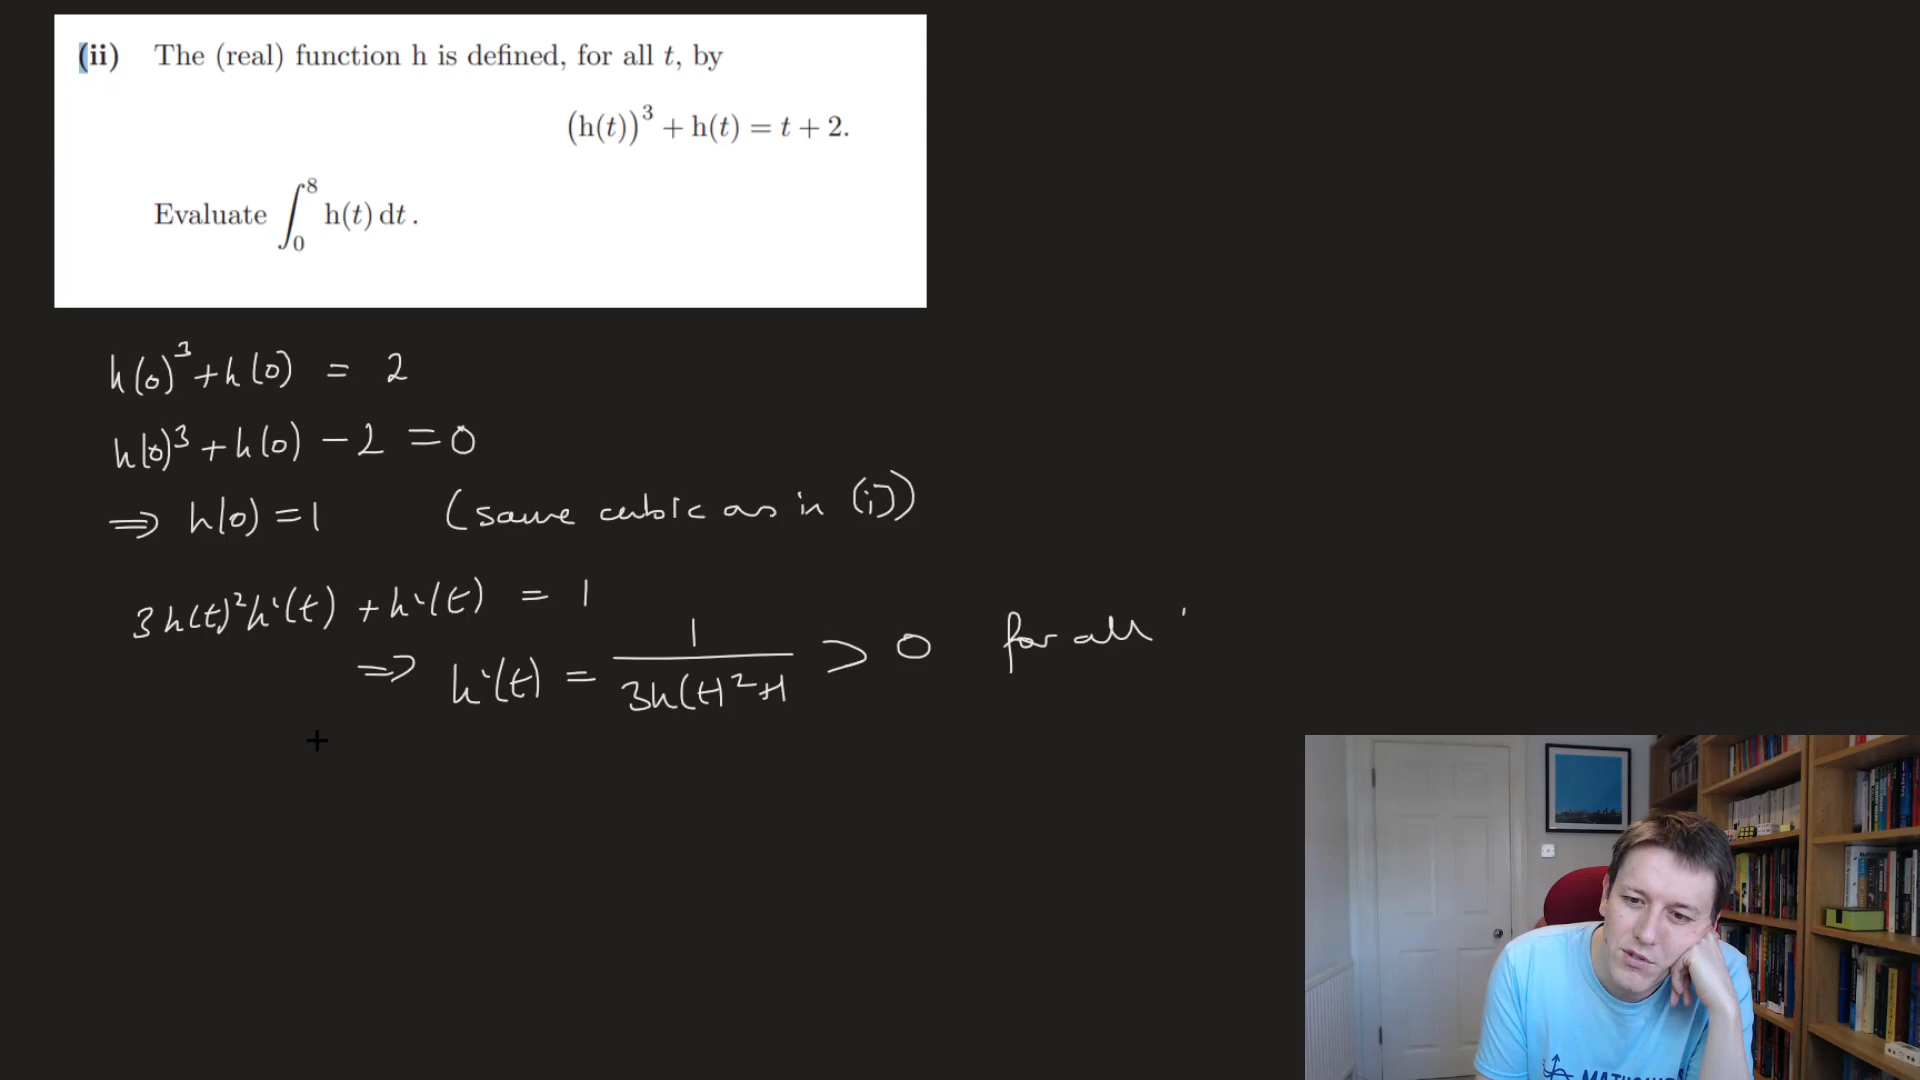 (ii) The (real) function h is defined, for all t, by
(h(t))³ + h(t) = t + 2.
Evaluate ∫₀⁸ h(t) dt.
h(0)³ + h(0) = 2
h(0)³ + h(0) − 2 = 0
⇒ h(0) = 1 (same cubic as in (i))
3h(t)²h'(t) + h'(t) = 1
⇒ h'(t) = 1/(3h(t)²+1) > 0 for all